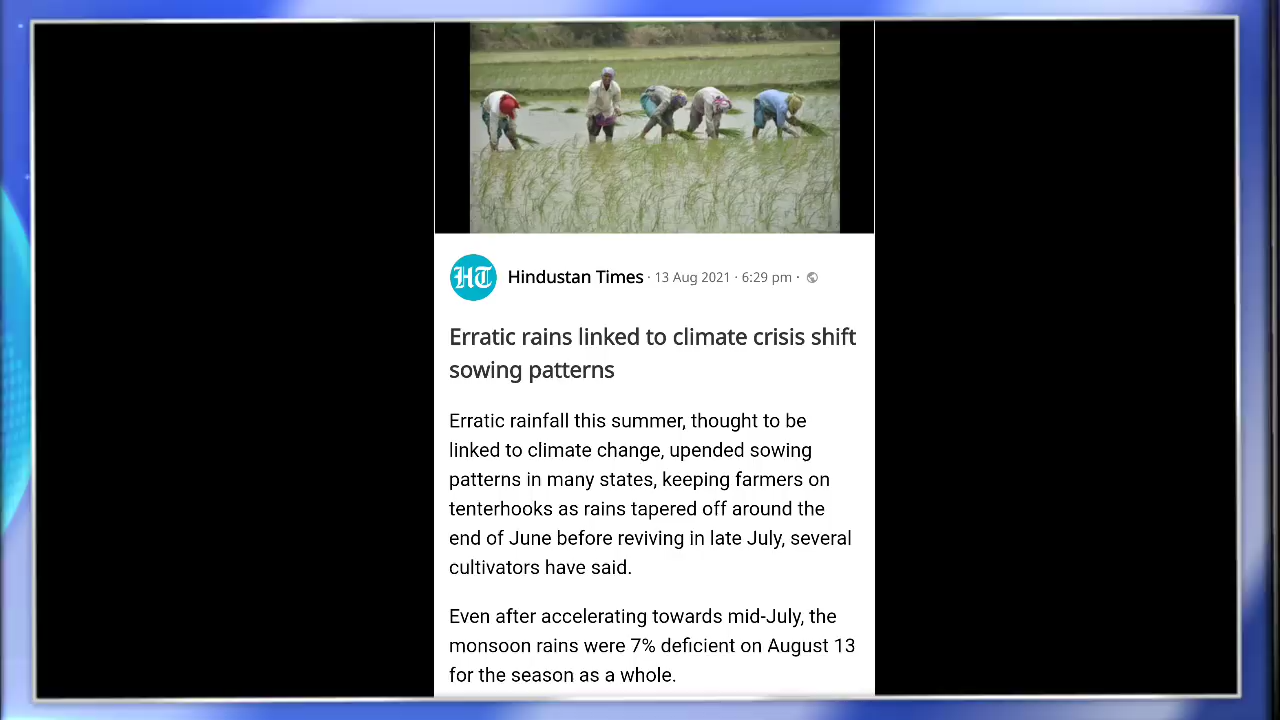 HT
Hindustan Times · 13 Aug 2021 · 6:29 pm ·
Erratic rains linked to climate crisis shift
sowing patterns
Erratic rainfall this summer, thought to be
linked to climate change, upended sowing
patterns in many states, keeping farmers on
tenterhooks as rains tapered off around the
end of June before reviving in late July, several
cultivators have said.
Even after accelerating towards mid-July, the
monsoon rains were 7% deficient on August 13
for the season as a whole.